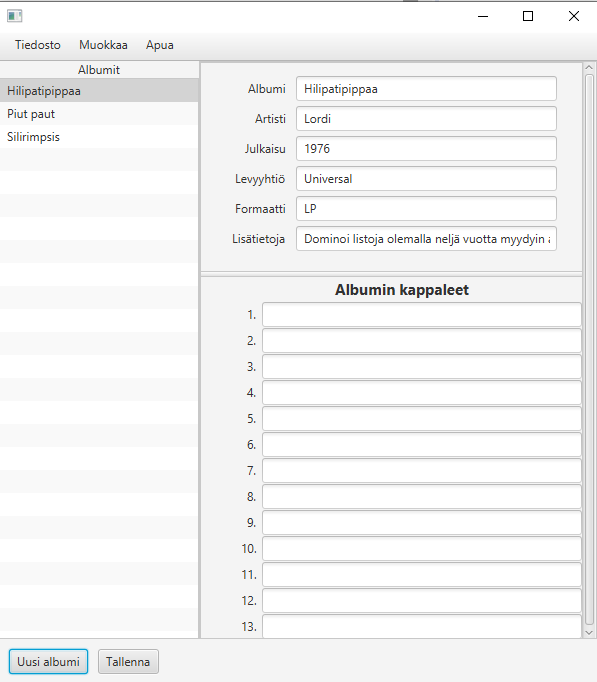 Tiedosto Muokkaa Apua
Albumit
Hilipatipippaa
Piut paut
Silirimpsis
Albumi Hilipatipippaa
Artisti Lordi
Julkaisu 1976
Levyyhtiö Universal
Formaatti LP
Lisätietoja Dominoi listoja olemalla neljä vuotta myydyin
Albumin kappaleet
1.
2.
3.
4.
5.
6.
7.
8.
9.
10.
11.
12.
13.
Uusi albumi Tallenna